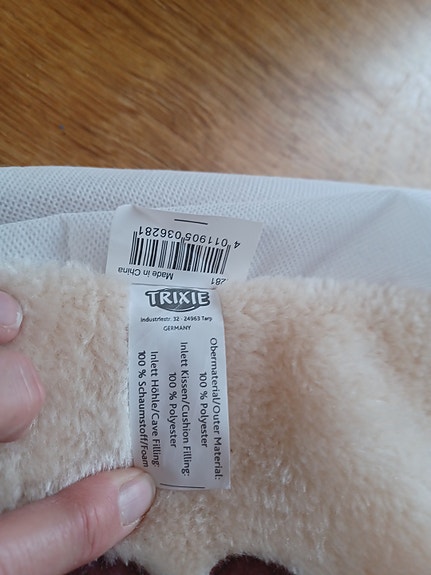 4 011905 036281
Made in China
281
TRIXIE
Industriestr. 32 · 24963 Tarp
GERMANY
Obermaterial/Outer Material:
100 % Polyester
Inlett Kissen/Cushion Filling:
100 % Polyester
Inlett Höhle/Cave Filling:
100 % Schaumstoff/Foam